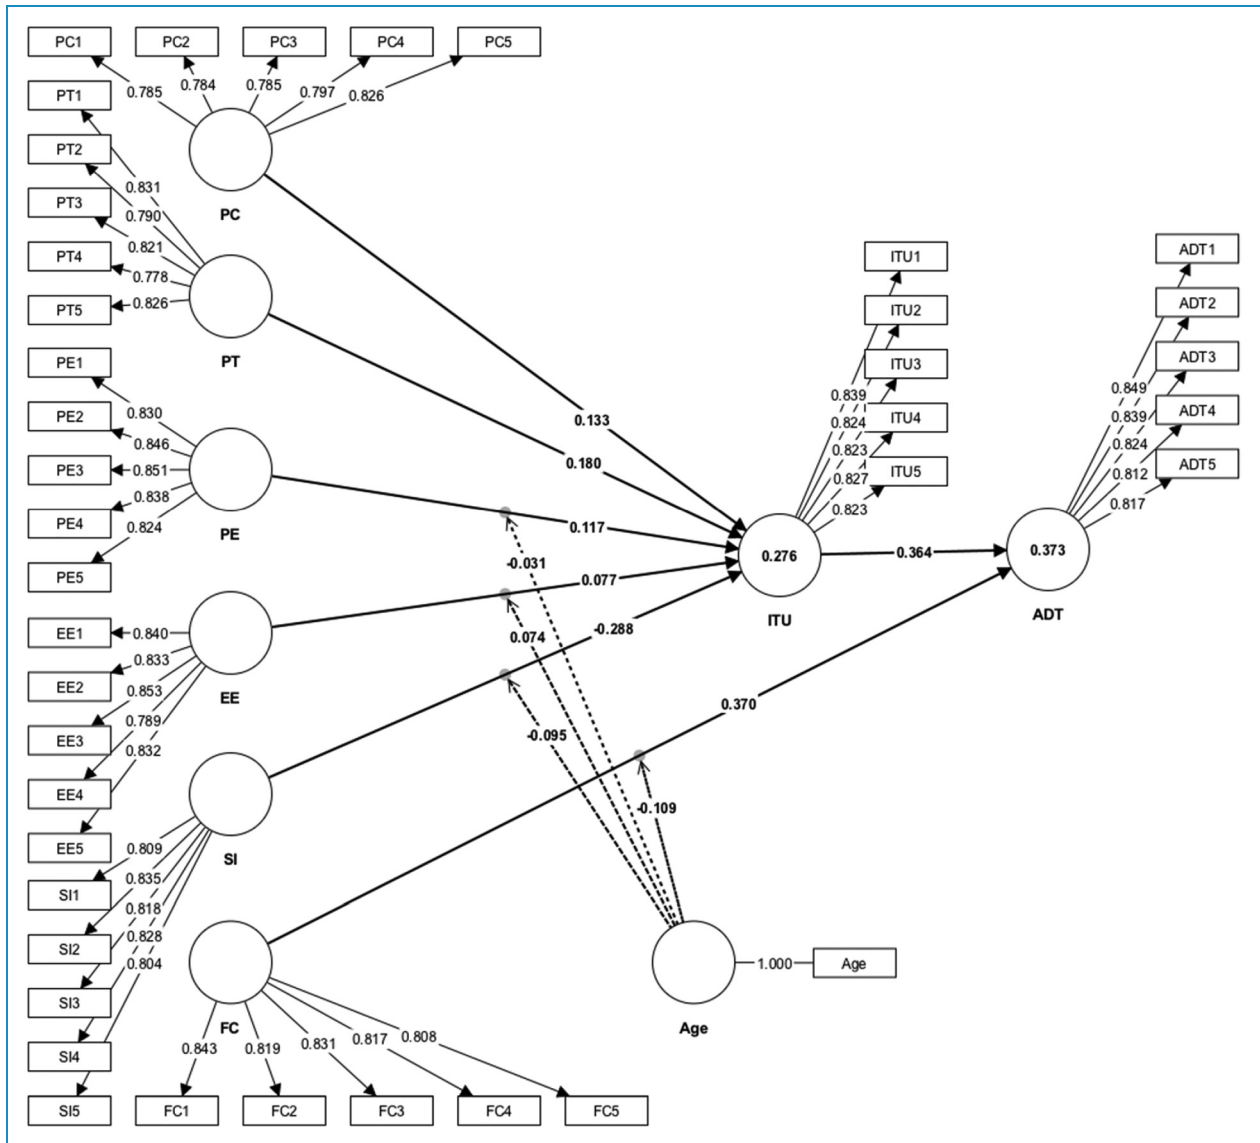 PC1 PC2 PC3 PC4 PC5
0.785 0.784 0.785 0.797 0.826
PC
PT1
PT2
PT3
PT4
PT5
0.831
0.790
0.821
0.778
0.826
PT
PE1
PE2
PE3
PE4
PE5
0.830
0.846
0.851
0.838
0.824
PE
EE1
EE2
EE3
EE4
EE5
0.840
0.833
0.853
0.789
0.832
EE
SI1
SI2
SI3
SI4
SI5
0.809
0.835
0.818
0.828
0.804
SI
FC
0.843 0.819 0.831 0.817 0.808
FC1 FC2 FC3 FC4 FC5
0.133
0.180
0.117
0.077
-0.288
0.370
-0.031
0.074
-0.095
-0.109
Age
1.000
Age
ITU1
ITU2
ITU3
ITU4
ITU5
0.839
0.824
0.823
0.827
0.823
0.276
ITU
0.364
ADT1
ADT2
ADT3
ADT4
ADT5
0.849
0.839
0.824
0.812
0.817
0.373
ADT